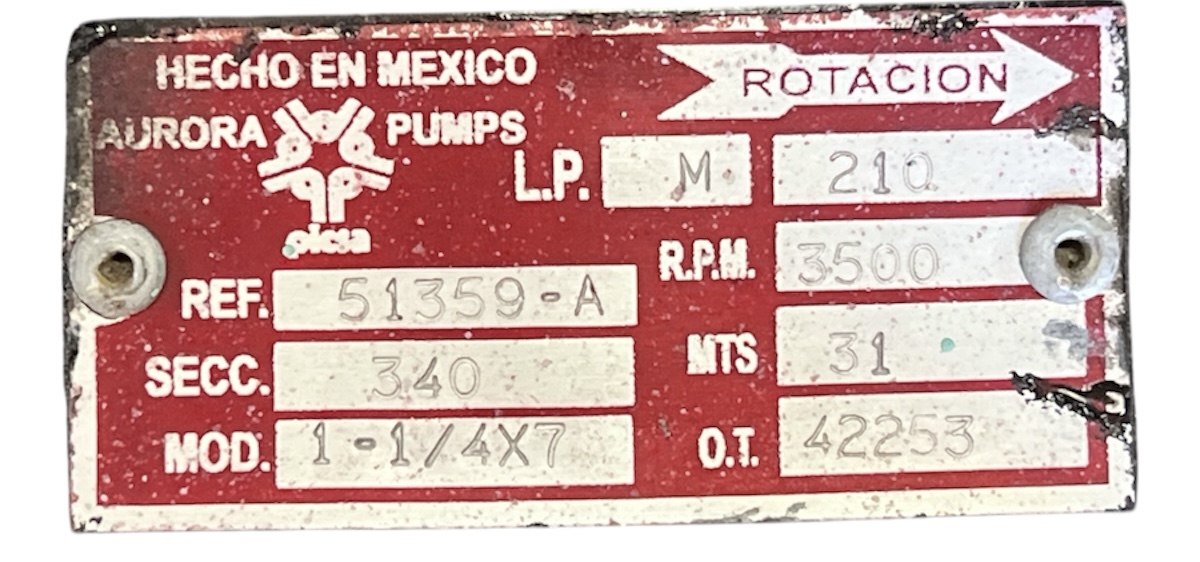 HECHO EN MEXICO
ROTACION
AURORA PUMPS
picsa
L.P. M 210
R.P.M. 3500
REF. 51359-A
MTS 31
SECC. 340
O.T. 42253
MOD. 1-1/4X7